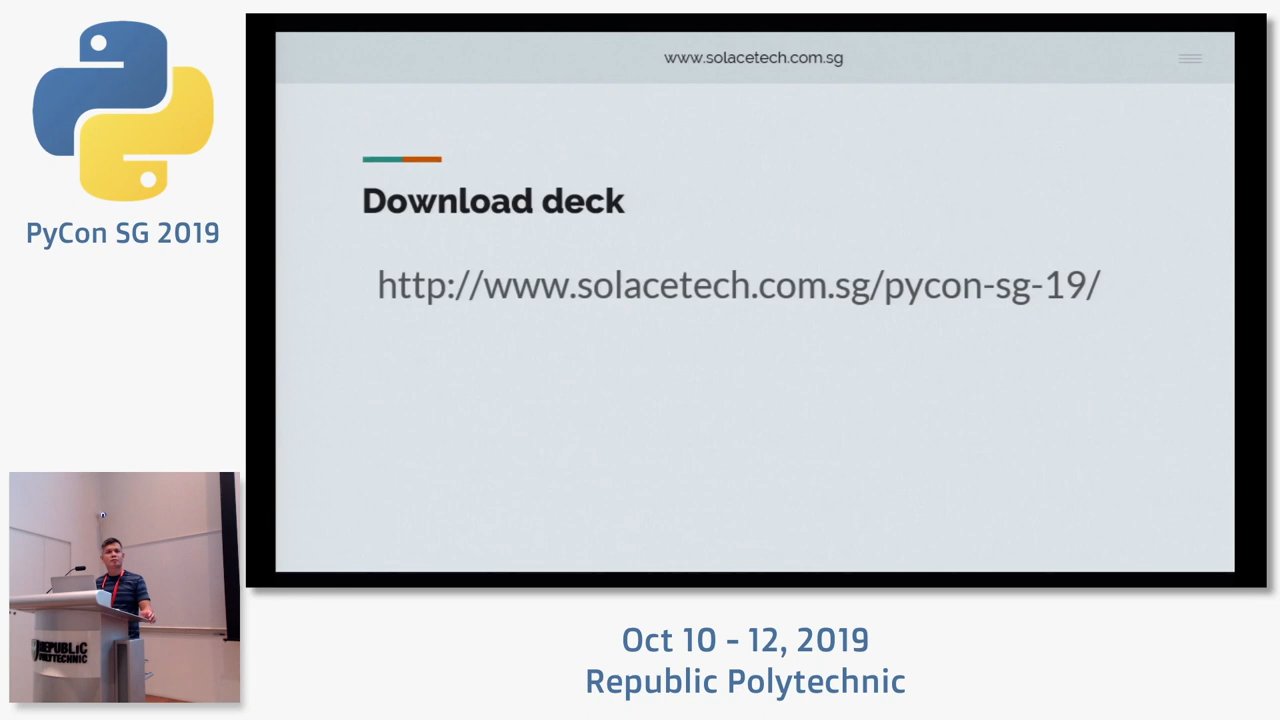 PyCon SG 2019
www.solacetech.com.sg
Download deck
http://www.solacetech.com.sg/pycon-sg-19/
REPUBLIC
POLYTECHNIC
Oct 10 - 12, 2019
Republic Polytechnic